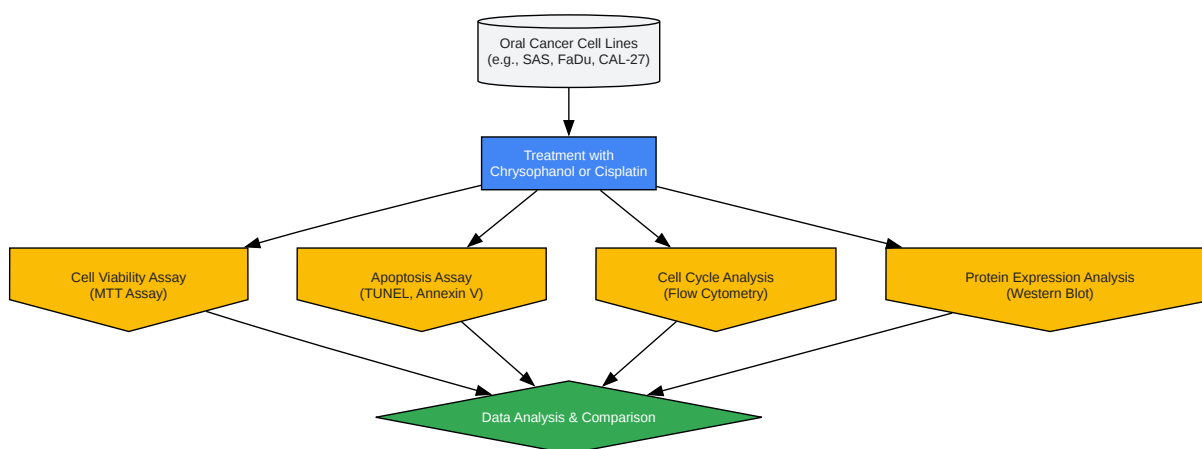 Oral Cancer Cell Lines
(e.g., SAS, FaDu, CAL-27)
Treatment with
Chrysophanol or Cisplatin
Cell Viability Assay
(MTT Assay)
Apoptosis Assay
(TUNEL, Annexin V)
Cell Cycle Analysis
(Flow Cytometry)
Protein Expression Analysis
(Western Blot)
Data Analysis & Comparison